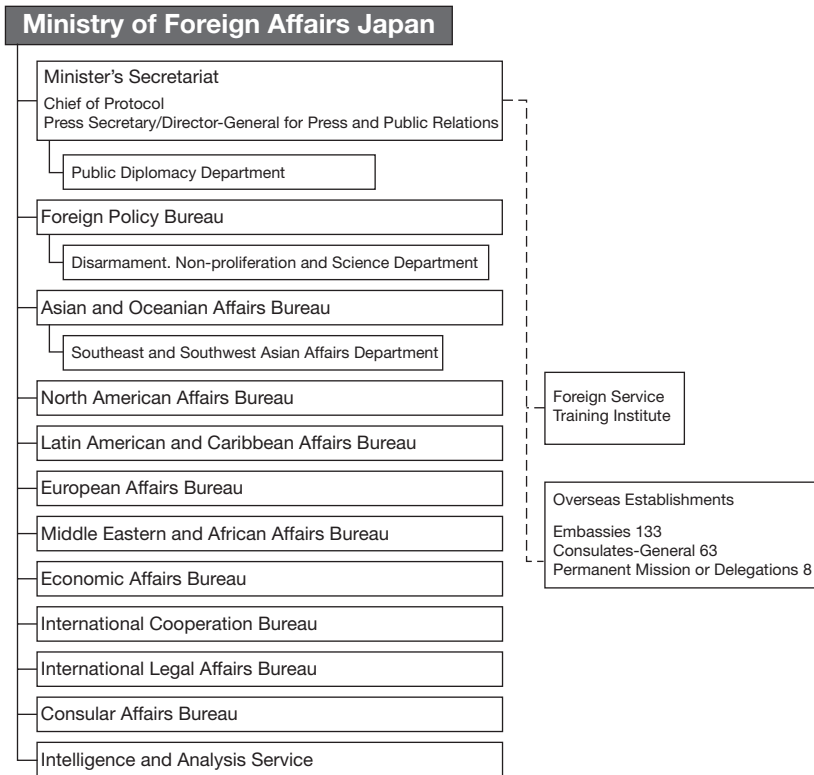 Ministry of Foreign Affairs Japan
Minister's Secretariat
Chief of Protocol
Press Secretary/Director-General for Press and Public Relations
Public Diplomacy Department
Foreign Policy Bureau
Disarmament. Non-proliferation and Science Department
Asian and Oceanian Affairs Bureau
Southeast and Southwest Asian Affairs Department
North American Affairs Bureau
Latin American and Caribbean Affairs Bureau
European Affairs Bureau
Middle Eastern and African Affairs Bureau
Economic Affairs Bureau
International Cooperation Bureau
International Legal Affairs Bureau
Consular Affairs Bureau
Intelligence and Analysis Service
Foreign Service
Training Institute
Overseas Establishments
Embassies 133
Consulates-General 63
Permanent Mission or Delegations 8